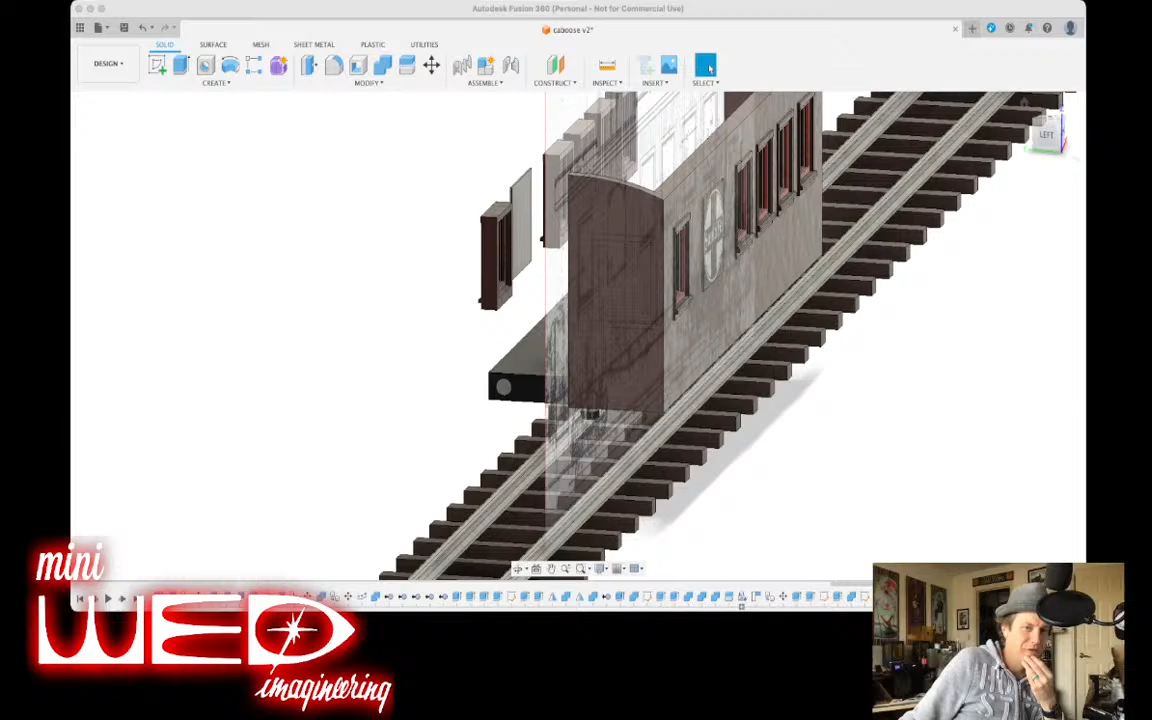 Autodesk Fusion 360 (Personal - Not for Commercial Use)
caboose v2*
SOLID SURFACE MESH SHEET METAL PLASTIC UTILITIES
DESIGN
CREATE MODIFY ASSEMBLE CONSTRUCT INSPECT INSERT SELECT
LEFT
mini
WED
imagineering